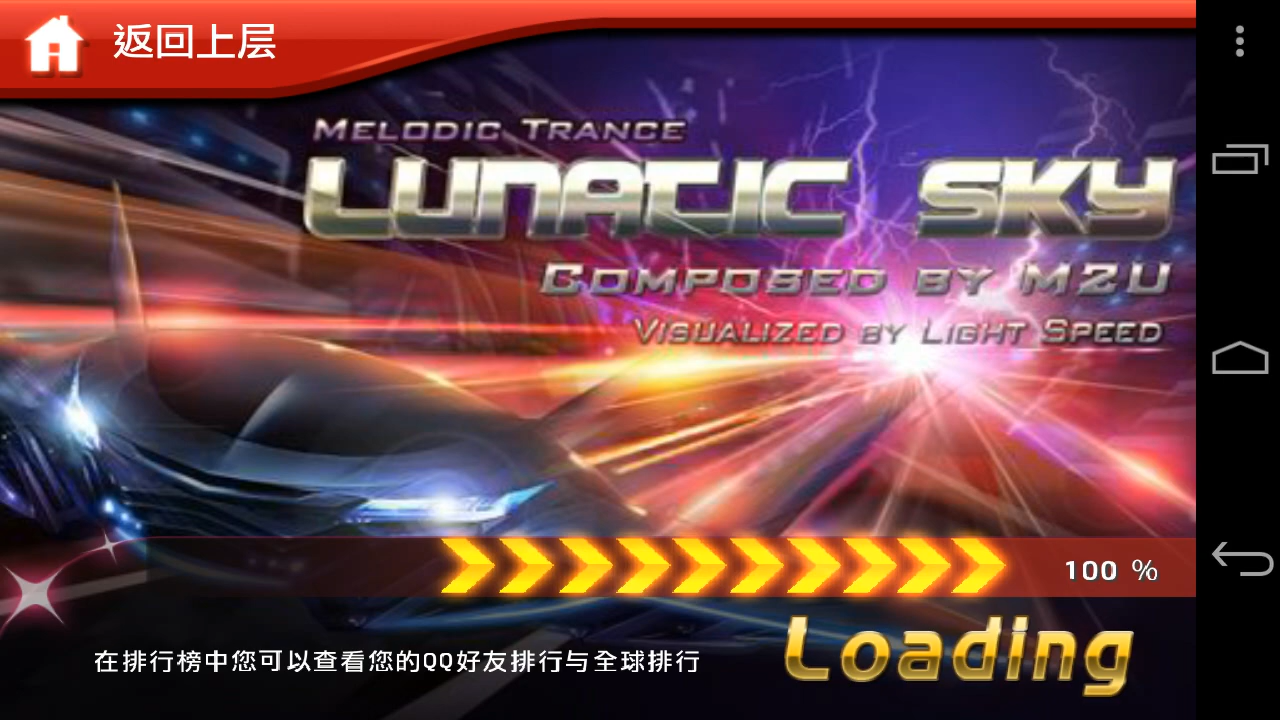 返回上层
MELODIC TRANCE
LUNATIC SKY
COMPOSED BY M2U
VISUALIZED BY LIGHT SPEED
100 %
Loading
在排行榜中您可以查看您的QQ好友排行与全球排行